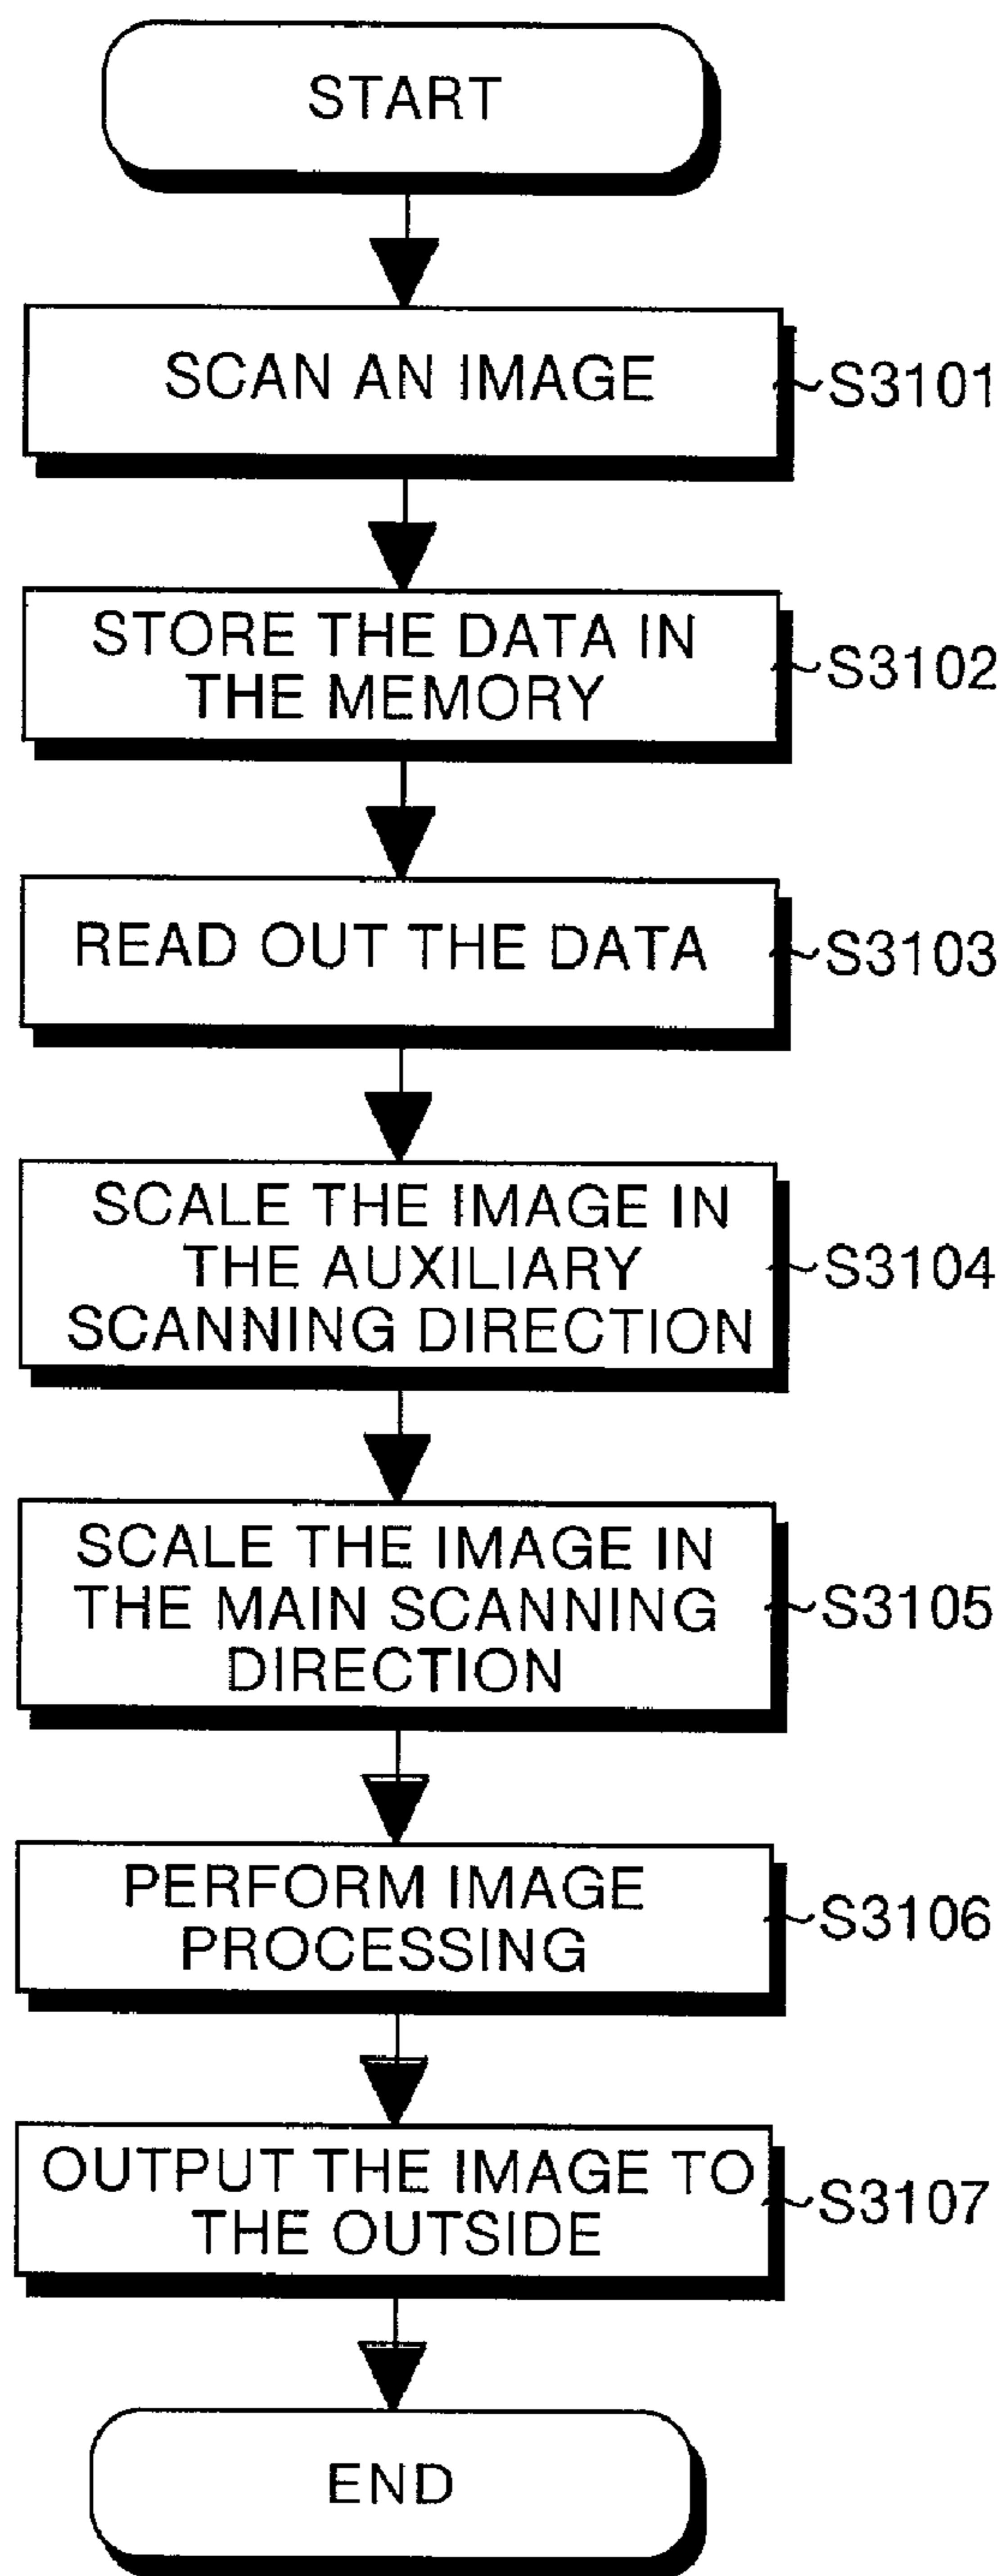 START
SCAN AN IMAGE
S3101
STORE THE DATA IN
THE MEMORY
S3102
READ OUT THE DATA
S3103
SCALE THE IMAGE IN
THE AUXILIARY
SCANNING DIRECTION
S3104
SCALE THE IMAGE IN
THE MAIN SCANNING
DIRECTION
S3105
PERFORM IMAGE
PROCESSING
S3106
OUTPUT THE IMAGE TO
THE OUTSIDE
S3107
END